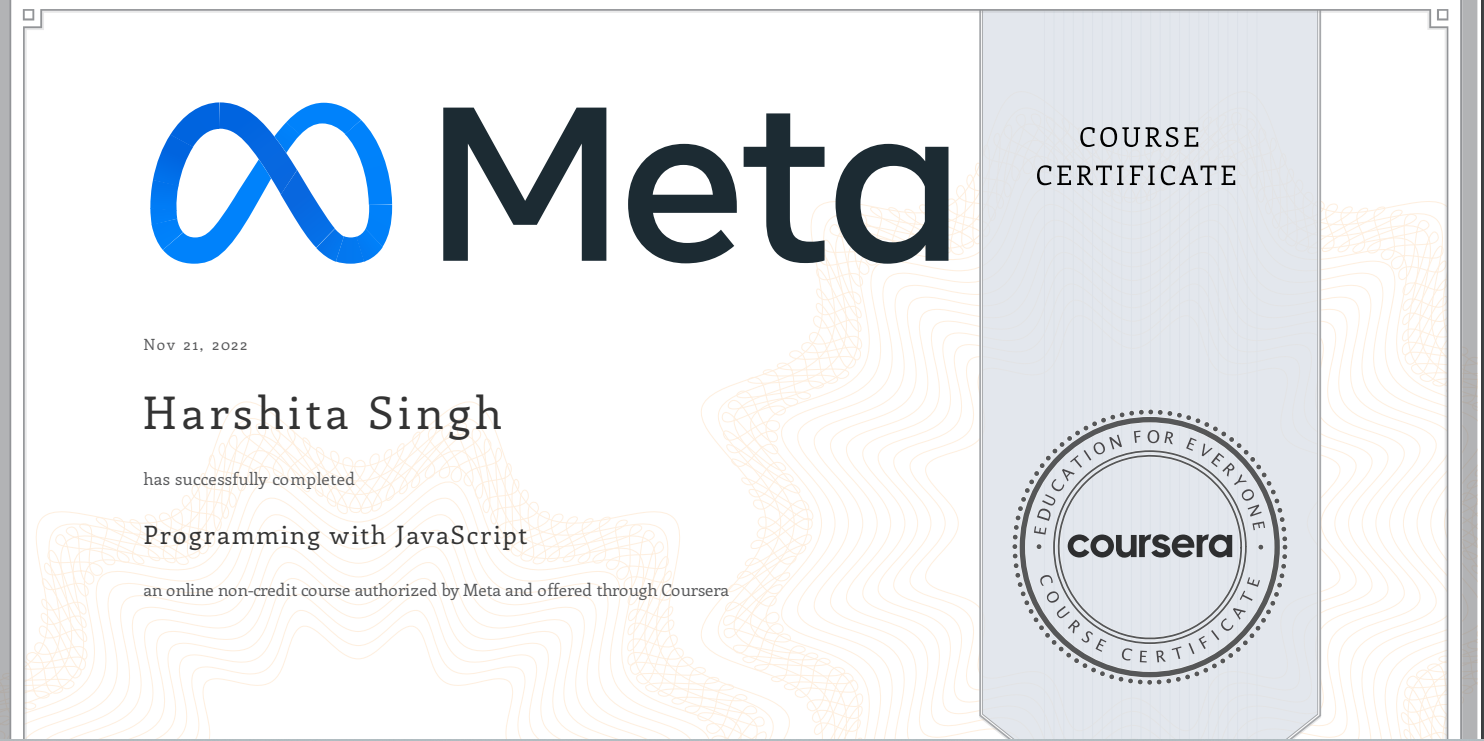 Meta
COURSE
CERTIFICATE
Nov 21, 2022
Harshita Singh
has successfully completed
Programming with JavaScript
an online non-credit course authorized by Meta and offered through Coursera
EDUCATION FOR EVERYONE
coursera
COURSE CERTIFICATE